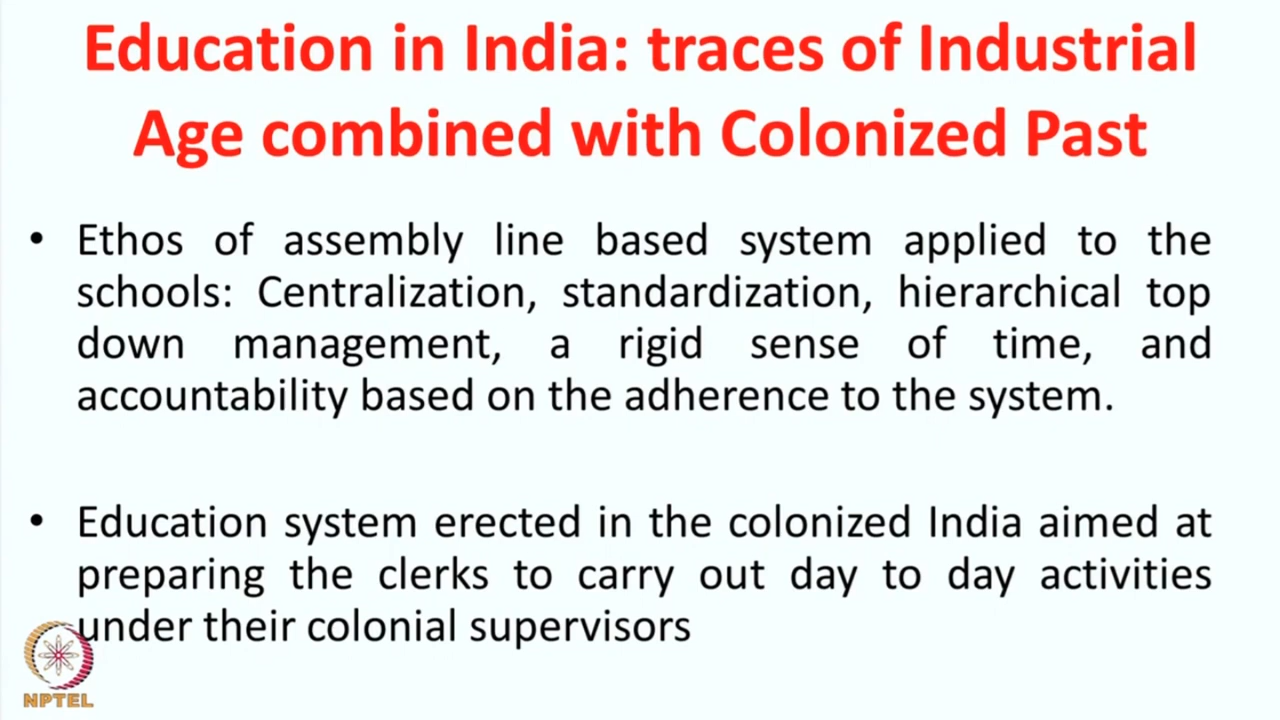 Education in India: traces of Industrial
Age combined with Colonized Past
• Ethos of assembly line based system applied to the
schools: Centralization, standardization, hierarchical top
down management, a rigid sense of time, and
accountability based on the adherence to the system.
• Education system erected in the colonized India aimed at
preparing the clerks to carry out day to day activities
under their colonial supervisors
NPTEL